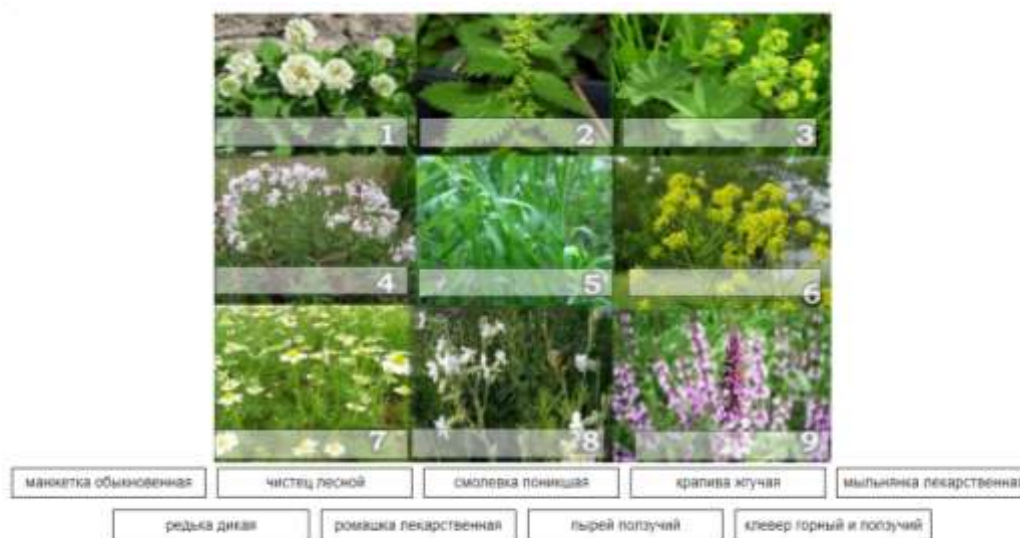 1
2
3
4
5
6
7
8
9
манжетка обыкновенная
чистец лесной
смолевка поникшая
крапива жгучая
мыльнянка лекарственная
редька дикая
ромашка лекарственная
пырей ползучий
клевер горный и ползучий